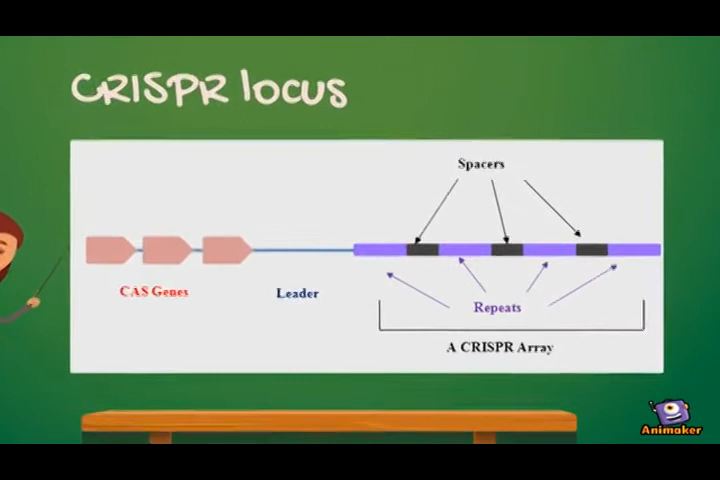 CRISPR locus
Spacers
CAS Genes
Leader
Repeats
A CRISPR Array
Animaker